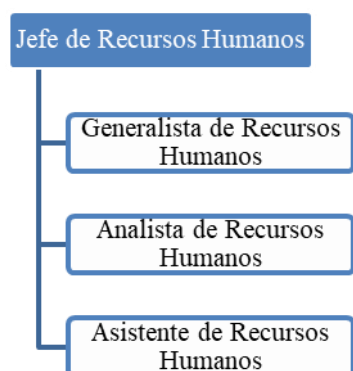 Jefe de Recursos Humanos
Generalista de Recursos
Humanos
Analista de Recursos
Humanos
Asistente de Recursos
Humanos